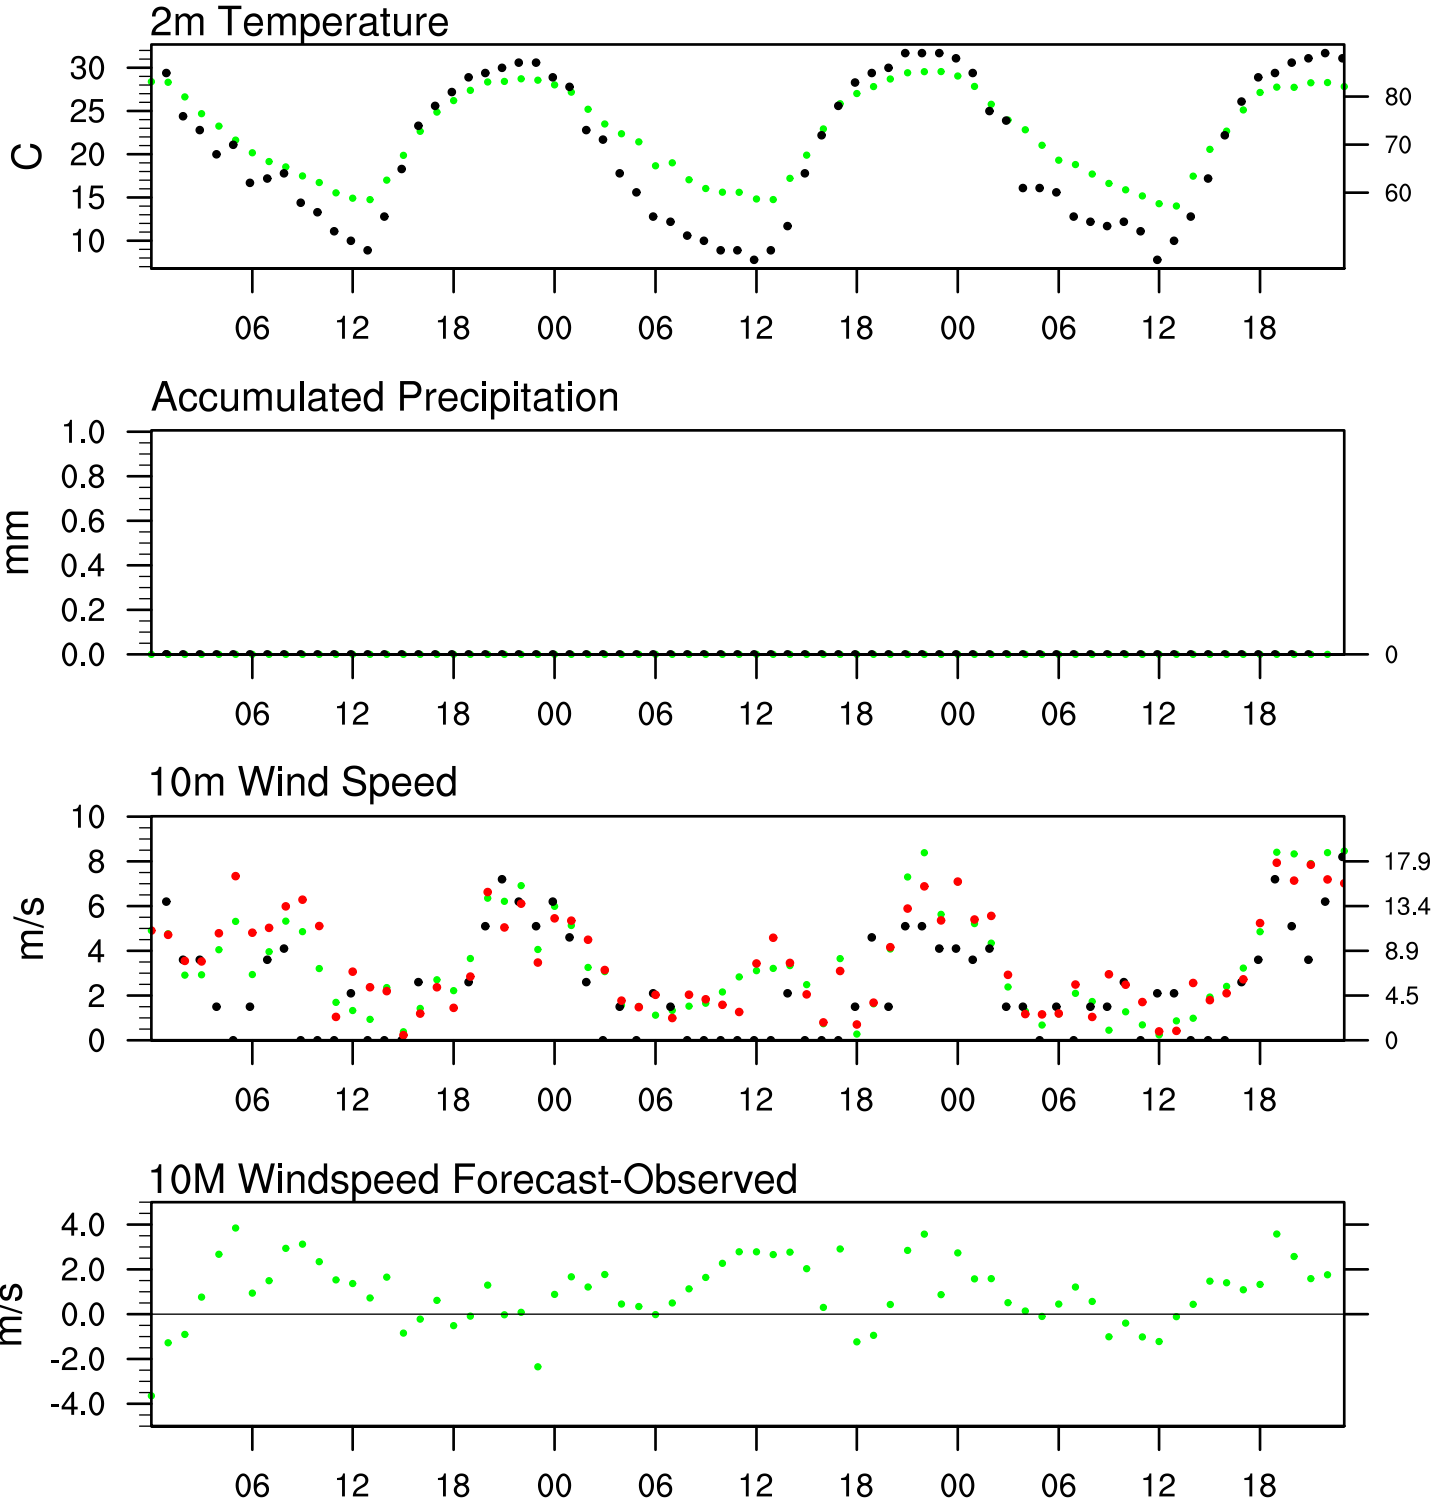 2m Temperature
30
25
20
15
10
C
80
70
60
06 12 18 00 06 12 18 00 06 12 18
Accumulated Precipitation
1.0
0.8
0.6
0.4
0.2
0.0
mm
0
06 12 18 00 06 12 18 00 06 12 18
10m Wind Speed
10
8
6
4
2
0
m/s
17.9
13.4
8.9
4.5
0
06 12 18 00 06 12 18 00 06 12 18
10M Windspeed Forecast-Observed
4.0
2.0
0.0
-2.0
-4.0
m/s
06 12 18 00 06 12 18 00 06 12 18